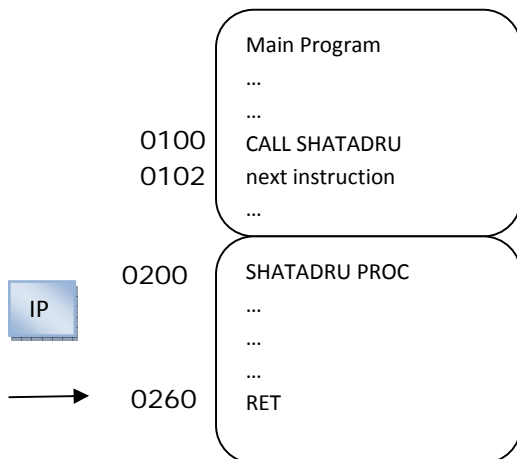 Main Program
…
…
0100 CALL SHATADRU
0102 next instruction
…
0200 SHATADRU PROC
IP
…
…
…
0260 RET